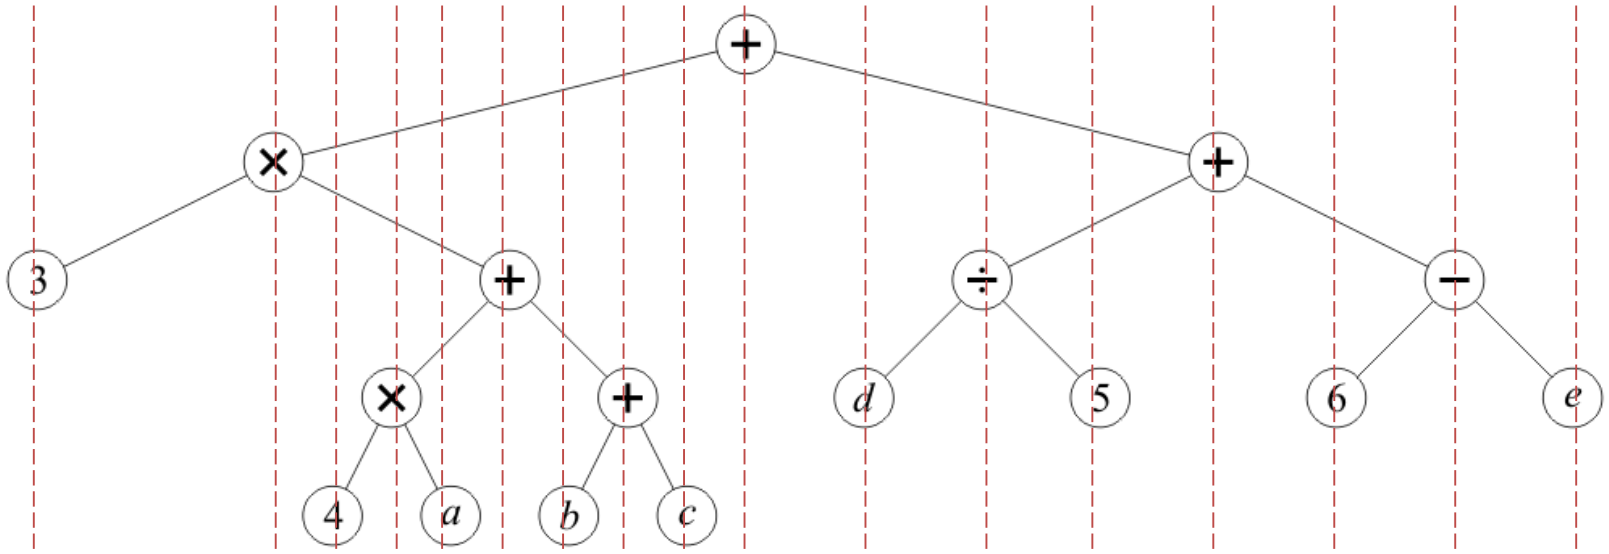 +
× +
3 + ÷ −
× + d 5 6 e
4 a b c